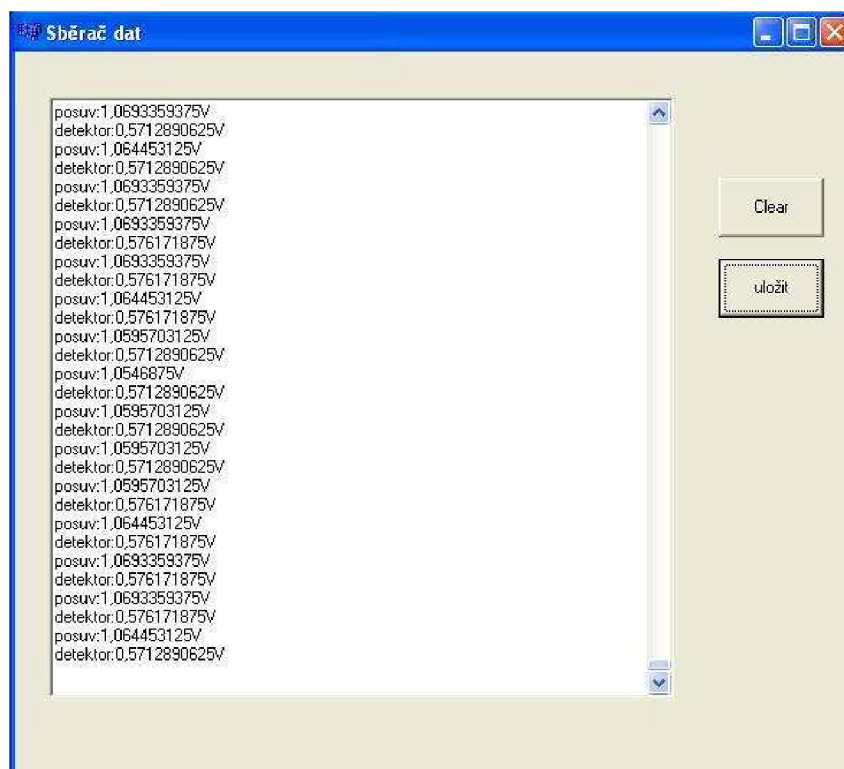 Sběrač dat
posuv:1,0693359375V
detektor:0,5712890625V
posuv:1,064453125V
detektor:0,5712890625V
posuv:1,0693359375V
detektor:0,5712890625V
posuv:1,0693359375V
detektor:0,576171875V
posuv:1,0693359375V
detektor:0,576171875V
posuv:1,064453125V
detektor:0,576171875V
posuv:1,0595703125V
detektor:0,5712890625V
posuv:1,0546875V
detektor:0,5712890625V
posuv:1,0595703125V
detektor:0,5712890625V
posuv:1,0595703125V
detektor:0,5712890625V
posuv:1,0595703125V
detektor:0,576171875V
posuv:1,064453125V
detektor:0,576171875V
posuv:1,0693359375V
detektor:0,576171875V
posuv:1,0693359375V
detektor:0,576171875V
posuv:1,064453125V
detektor:0,5712890625V
Clear
uložit